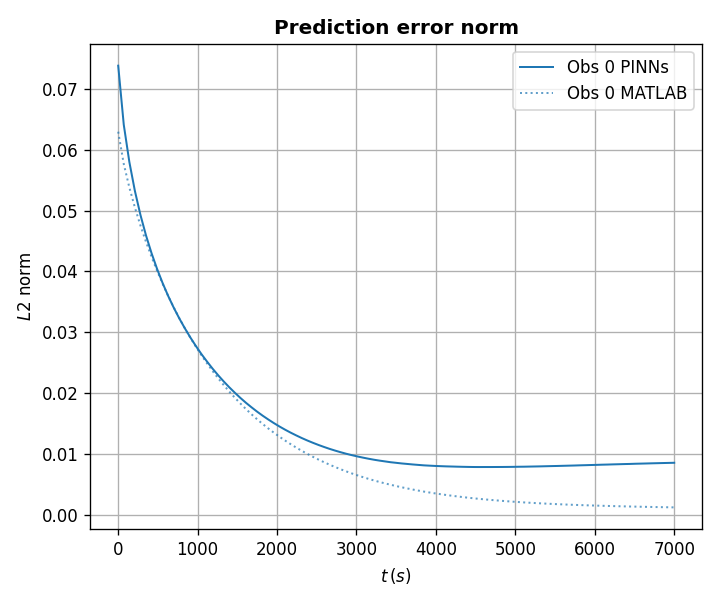 Prediction error norm
Obs 0 PINNs
Obs 0 MATLAB
L2 norm
0.07
0.06
0.05
0.04
0.03
0.02
0.01
0.00
0 1000 2000 3000 4000 5000 6000 7000
t (s)